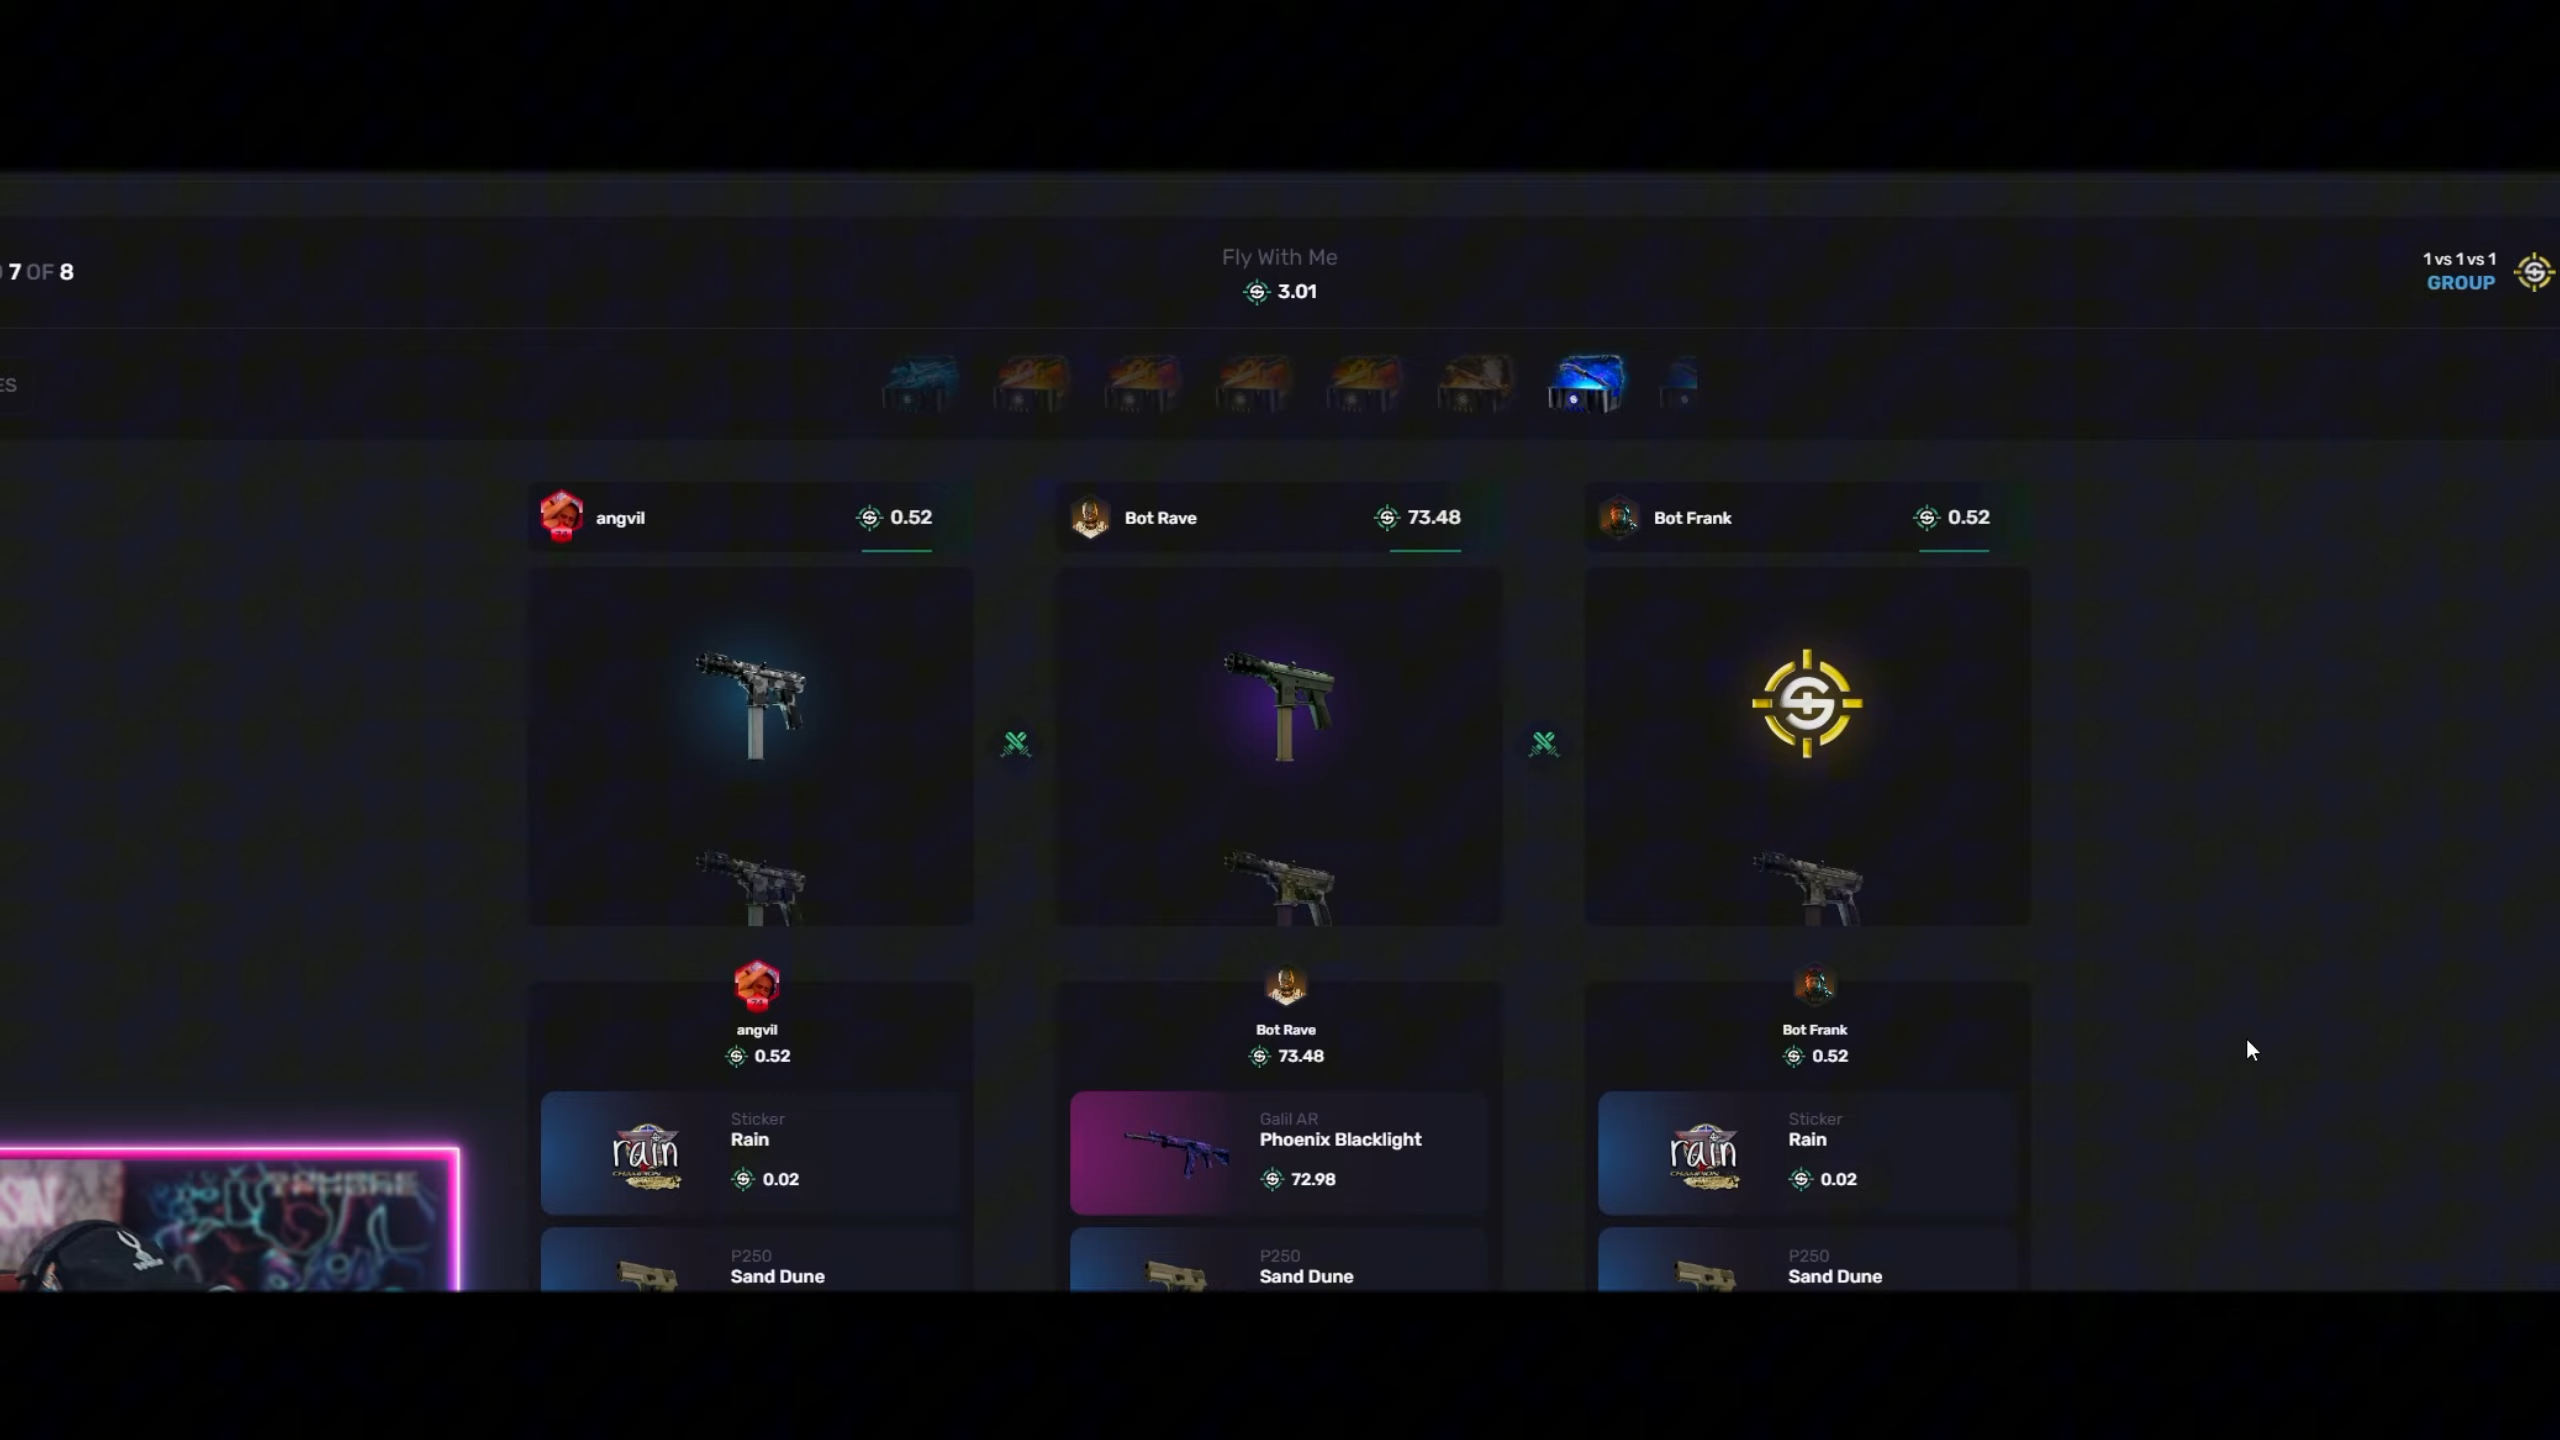 7 OF 8
Fly With Me
3.01
1 vs 1 vs 1
GROUP
ES
angvil
0.52
Bot Rave
73.48
Bot Frank
0.52
angvil
0.52
Bot Rave
73.48
Bot Frank
0.52
Sticker
Rain
0.02
Galil AR
Phoenix Blacklight
72.98
Sticker
Rain
0.02
rain
rain
P250
Sand Dune
P250
Sand Dune
P250
Sand Dune